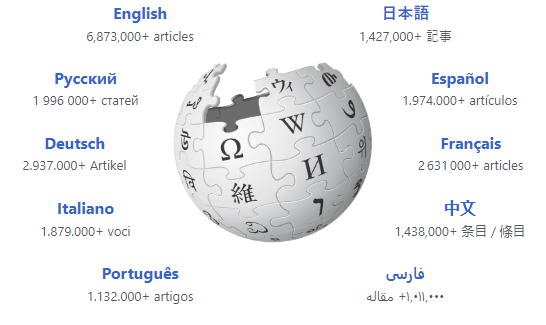 English
6,873,000+ articles
日本語
1,427,000+ 記事
Русский
1 996 000+ статей
Español
1.974.000+ artículos
Deutsch
2.937.000+ Artikel
Français
2 631 000+ articles
Italiano
1.879.000+ voci
中文
1,438,000+ 条目 / 條目
Português
1.132.000+ artigos
فارسی
۱٬۰۱۱٬۰۰۰+ مقاله
Ω
W
ウィ
И
維